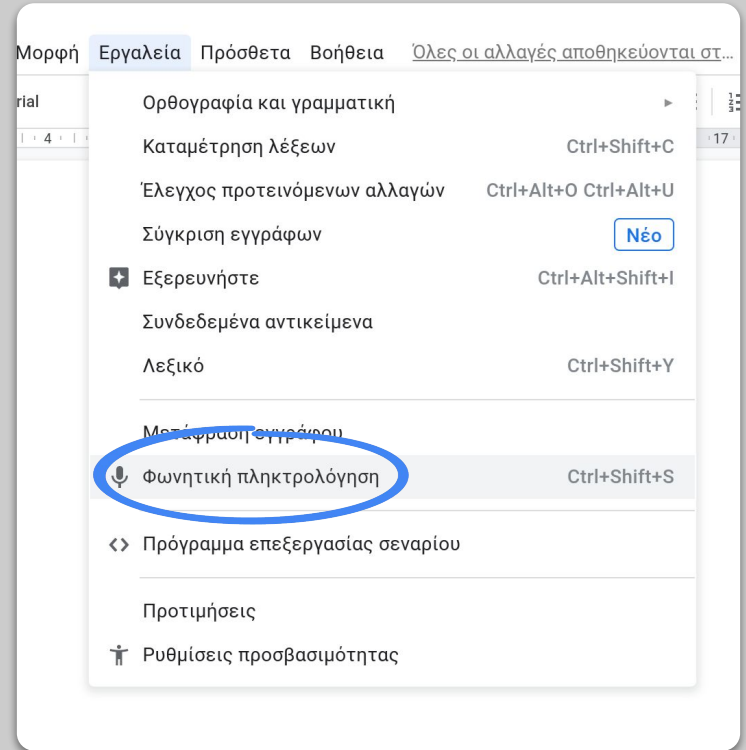 Μορφή Εργαλεία Πρόσθετα Βοήθεια Όλες οι αλλαγές αποθηκεύονται στ…
rial
4 17
Ορθογραφία και γραμματική
Καταμέτρηση λέξεων Ctrl+Shift+C
Έλεγχος προτεινόμενων αλλαγών Ctrl+Alt+O Ctrl+Alt+U
Σύγκριση εγγράφων Νέο
Εξερευνήστε Ctrl+Alt+Shift+I
Συνδεδεμένα αντικείμενα
Λεξικό Ctrl+Shift+Y
Μετάφραση εγγράφου
Φωνητική πληκτρολόγηση Ctrl+Shift+S
Πρόγραμμα επεξεργασίας σεναρίου
Προτιμήσεις
Ρυθμίσεις προσβασιμότητας